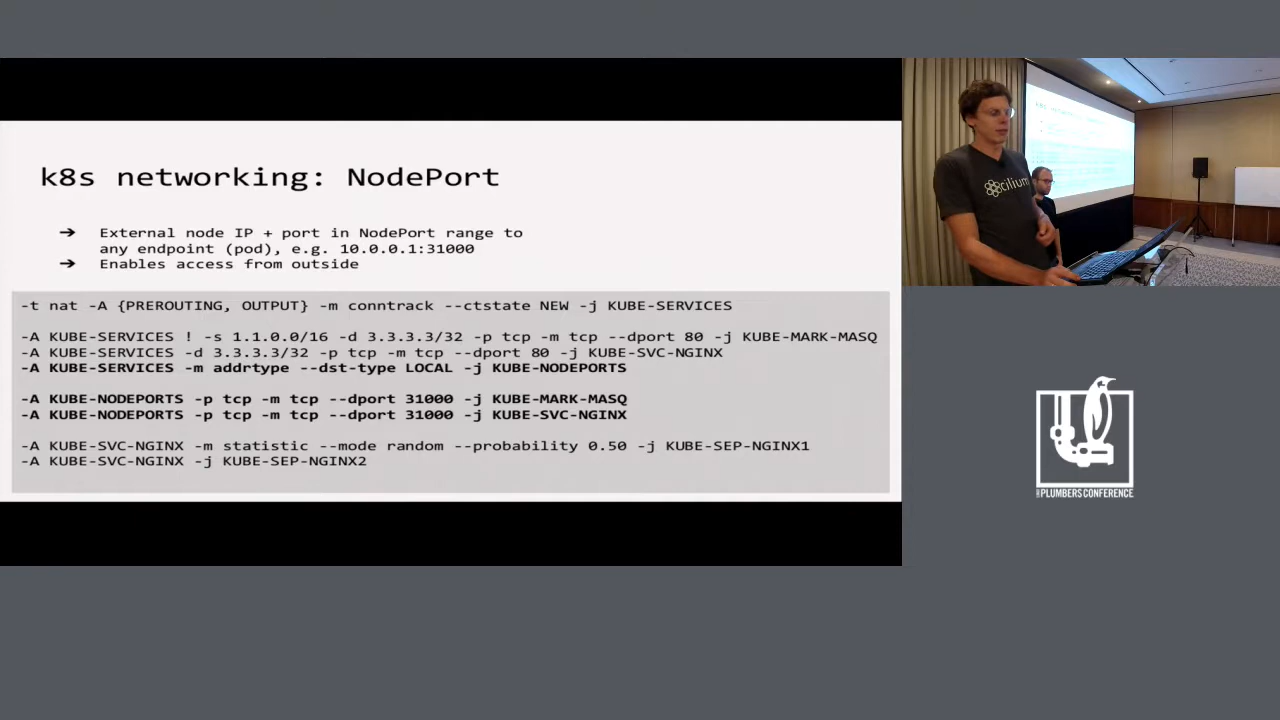 k8s networking: NodePort
➔ External node IP + port in NodePort range to
any endpoint (pod), e.g. 10.0.0.1:31000
➔ Enables access from outside
-t nat -A {PREROUTING, OUTPUT} -m conntrack --ctstate NEW -j KUBE-SERVICES
-A KUBE-SERVICES ! -s 1.1.0.0/16 -d 3.3.3.3/32 -p tcp -m tcp --dport 80 -j KUBE-MARK-MASQ
-A KUBE-SERVICES -d 3.3.3.3/32 -p tcp -m tcp --dport 80 -j KUBE-SVC-NGINX
-A KUBE-SERVICES -m addrtype --dst-type LOCAL -j KUBE-NODEPORTS
-A KUBE-NODEPORTS -p tcp -m tcp --dport 31000 -j KUBE-MARK-MASQ
-A KUBE-NODEPORTS -p tcp -m tcp --dport 31000 -j KUBE-SVC-NGINX
-A KUBE-SVC-NGINX -m statistic --mode random --probability 0.50 -j KUBE-SEP-NGINX1
-A KUBE-SVC-NGINX -j KUBE-SEP-NGINX2
cilium
PLUMBERS CONFERENCE